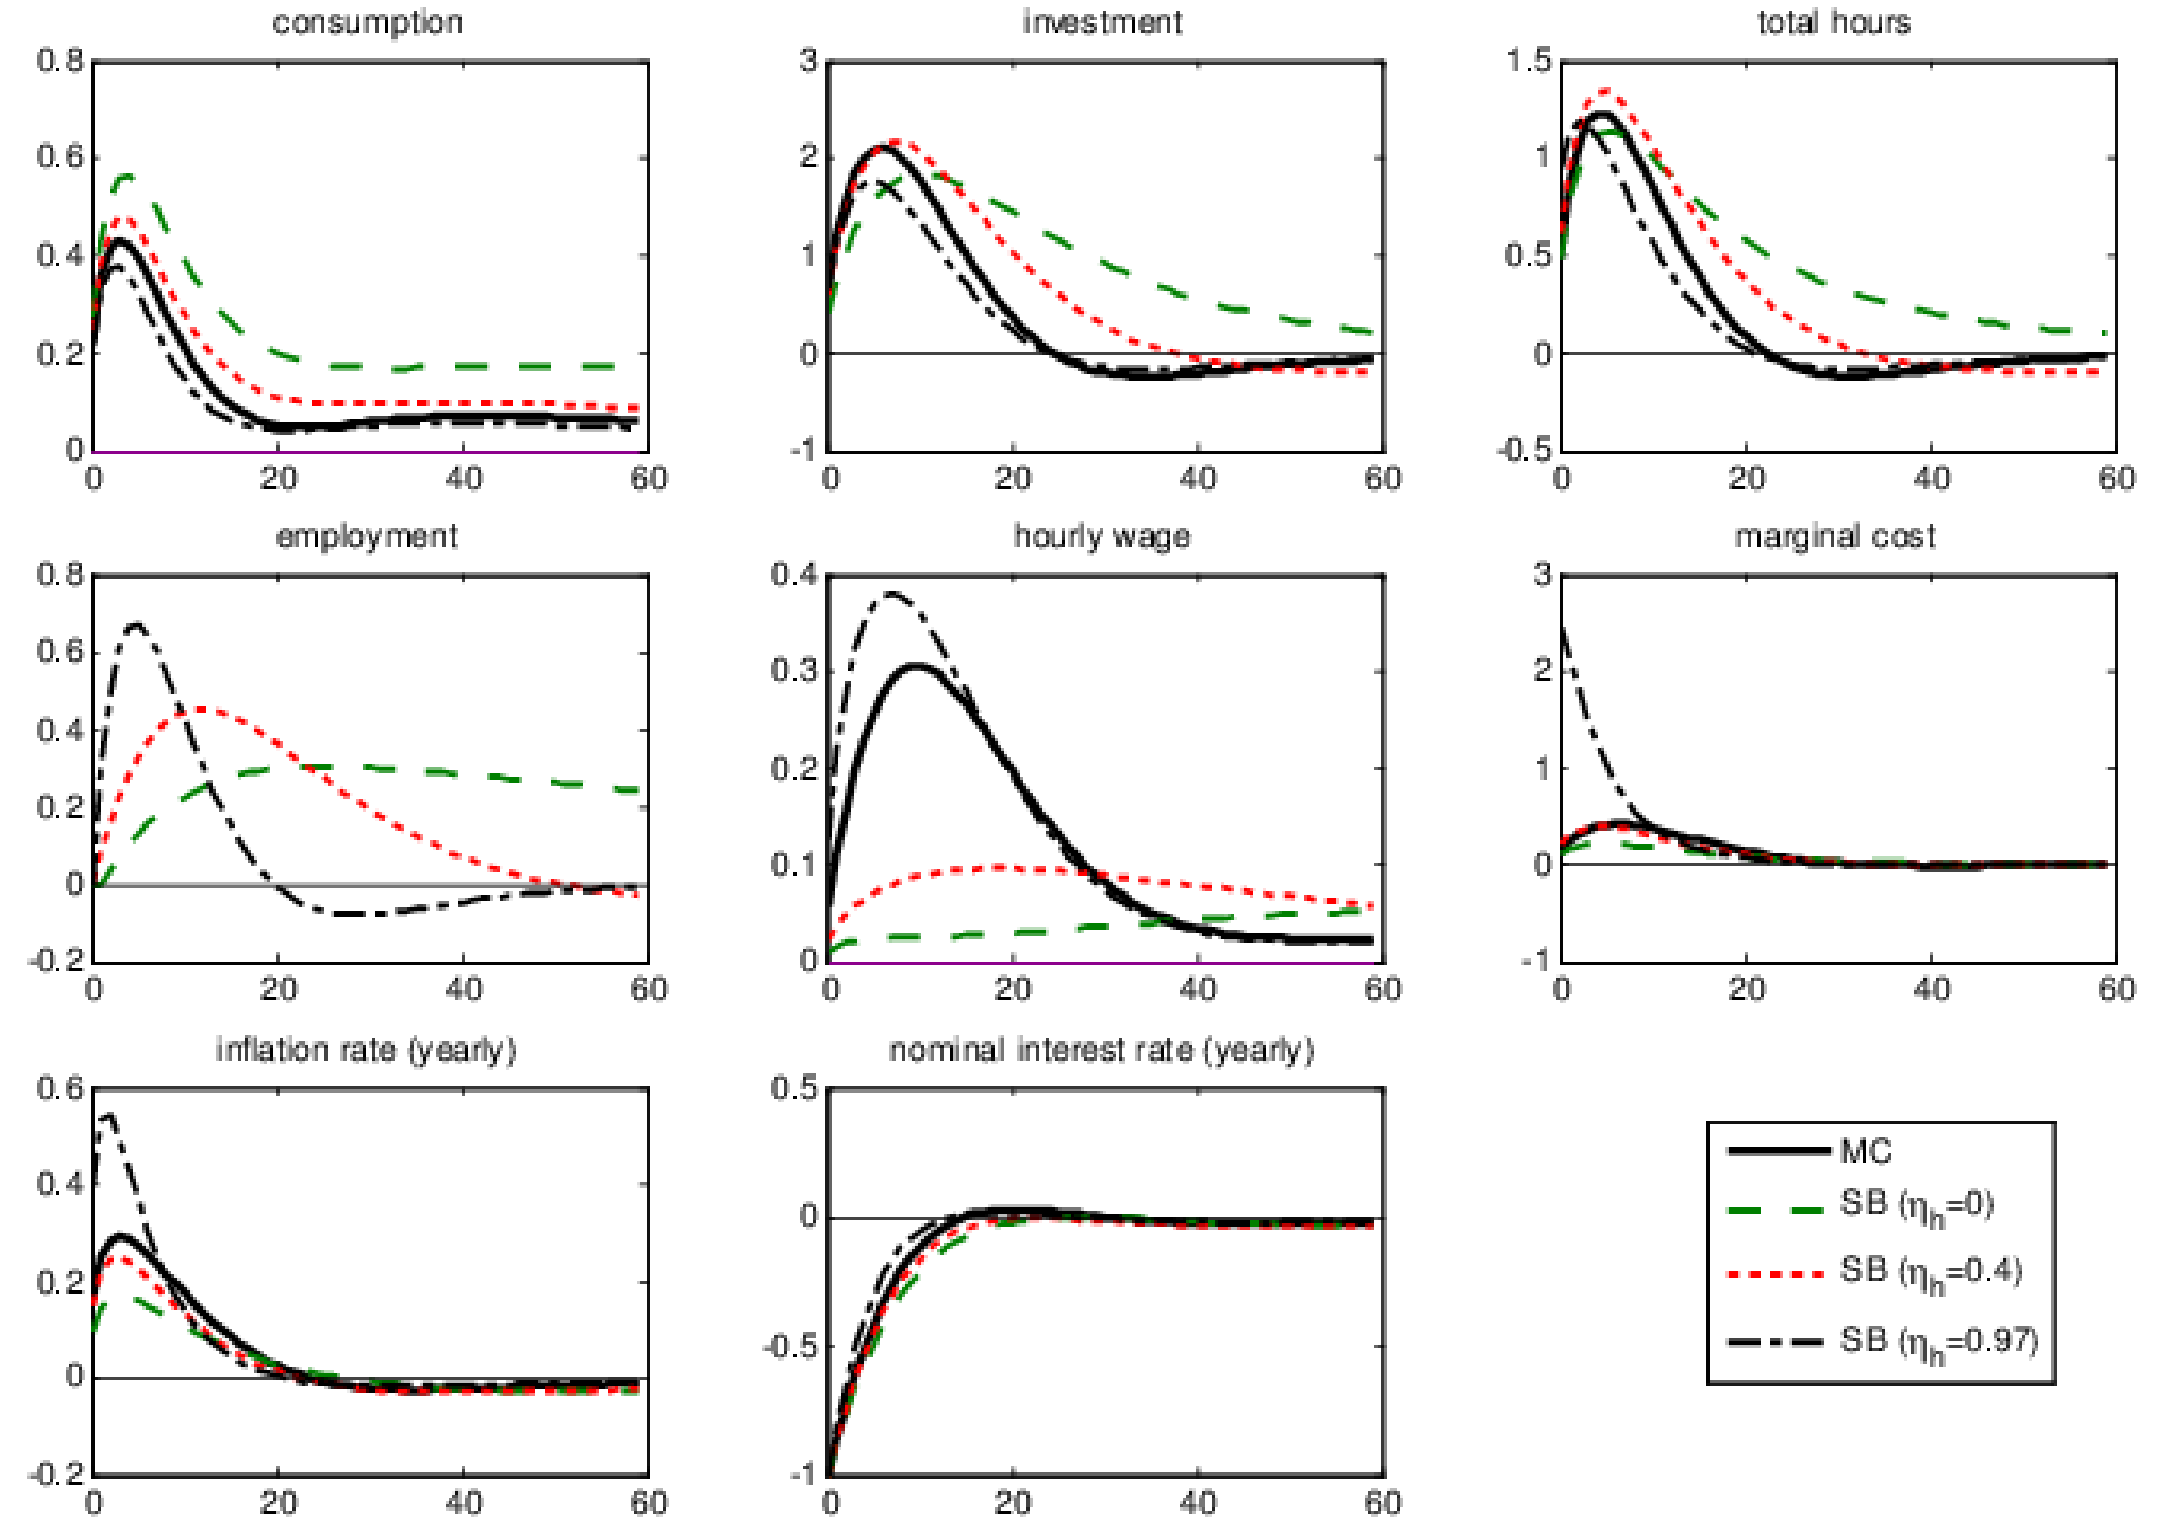 consumption
investment
total hours
0.8
0.6
0.4
0.2
0
0 20 40 60
3
2
1
0
-1
0 20 40 60
1.5
1
0.5
0
-0.5
0 20 40 60
employment
hourly wage
marginal cost
0.8
0.6
0.4
0.2
0
-0.2
0 20 40 60
0.4
0.3
0.2
0.1
0
0 20 40 60
3
2
1
0
-1
0 20 40 60
inflation rate (yearly)
nominal interest rate (yearly)
0.6
0.4
0.2
0
-0.2
0 20 40 60
0.5
0
-0.5
-1
0 20 40 60
MC
SB (ηh=0)
SB (ηh=0.4)
SB (ηh=0.97)